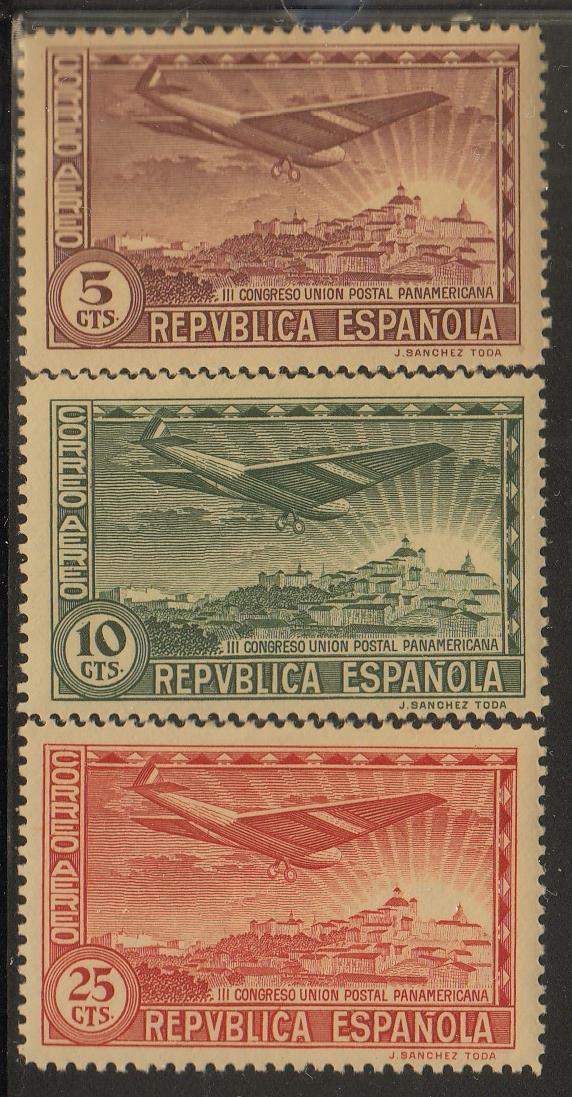 CORREO AEREO
5
CTS.
III CONGRESO UNION POSTAL PANAMERICANA
REPVBLICA ESPAÑOLA
J. SANCHEZ TODA
CORREO AEREO
10
CTS.
III CONGRESO UNION POSTAL PANAMERICANA
REPVBLICA ESPAÑOLA
J. SANCHEZ TODA
CORREO AEREO
25
CTS.
III CONGRESO UNION POSTAL PANAMERICANA
REPVBLICA ESPAÑOLA
J. SANCHEZ TODA